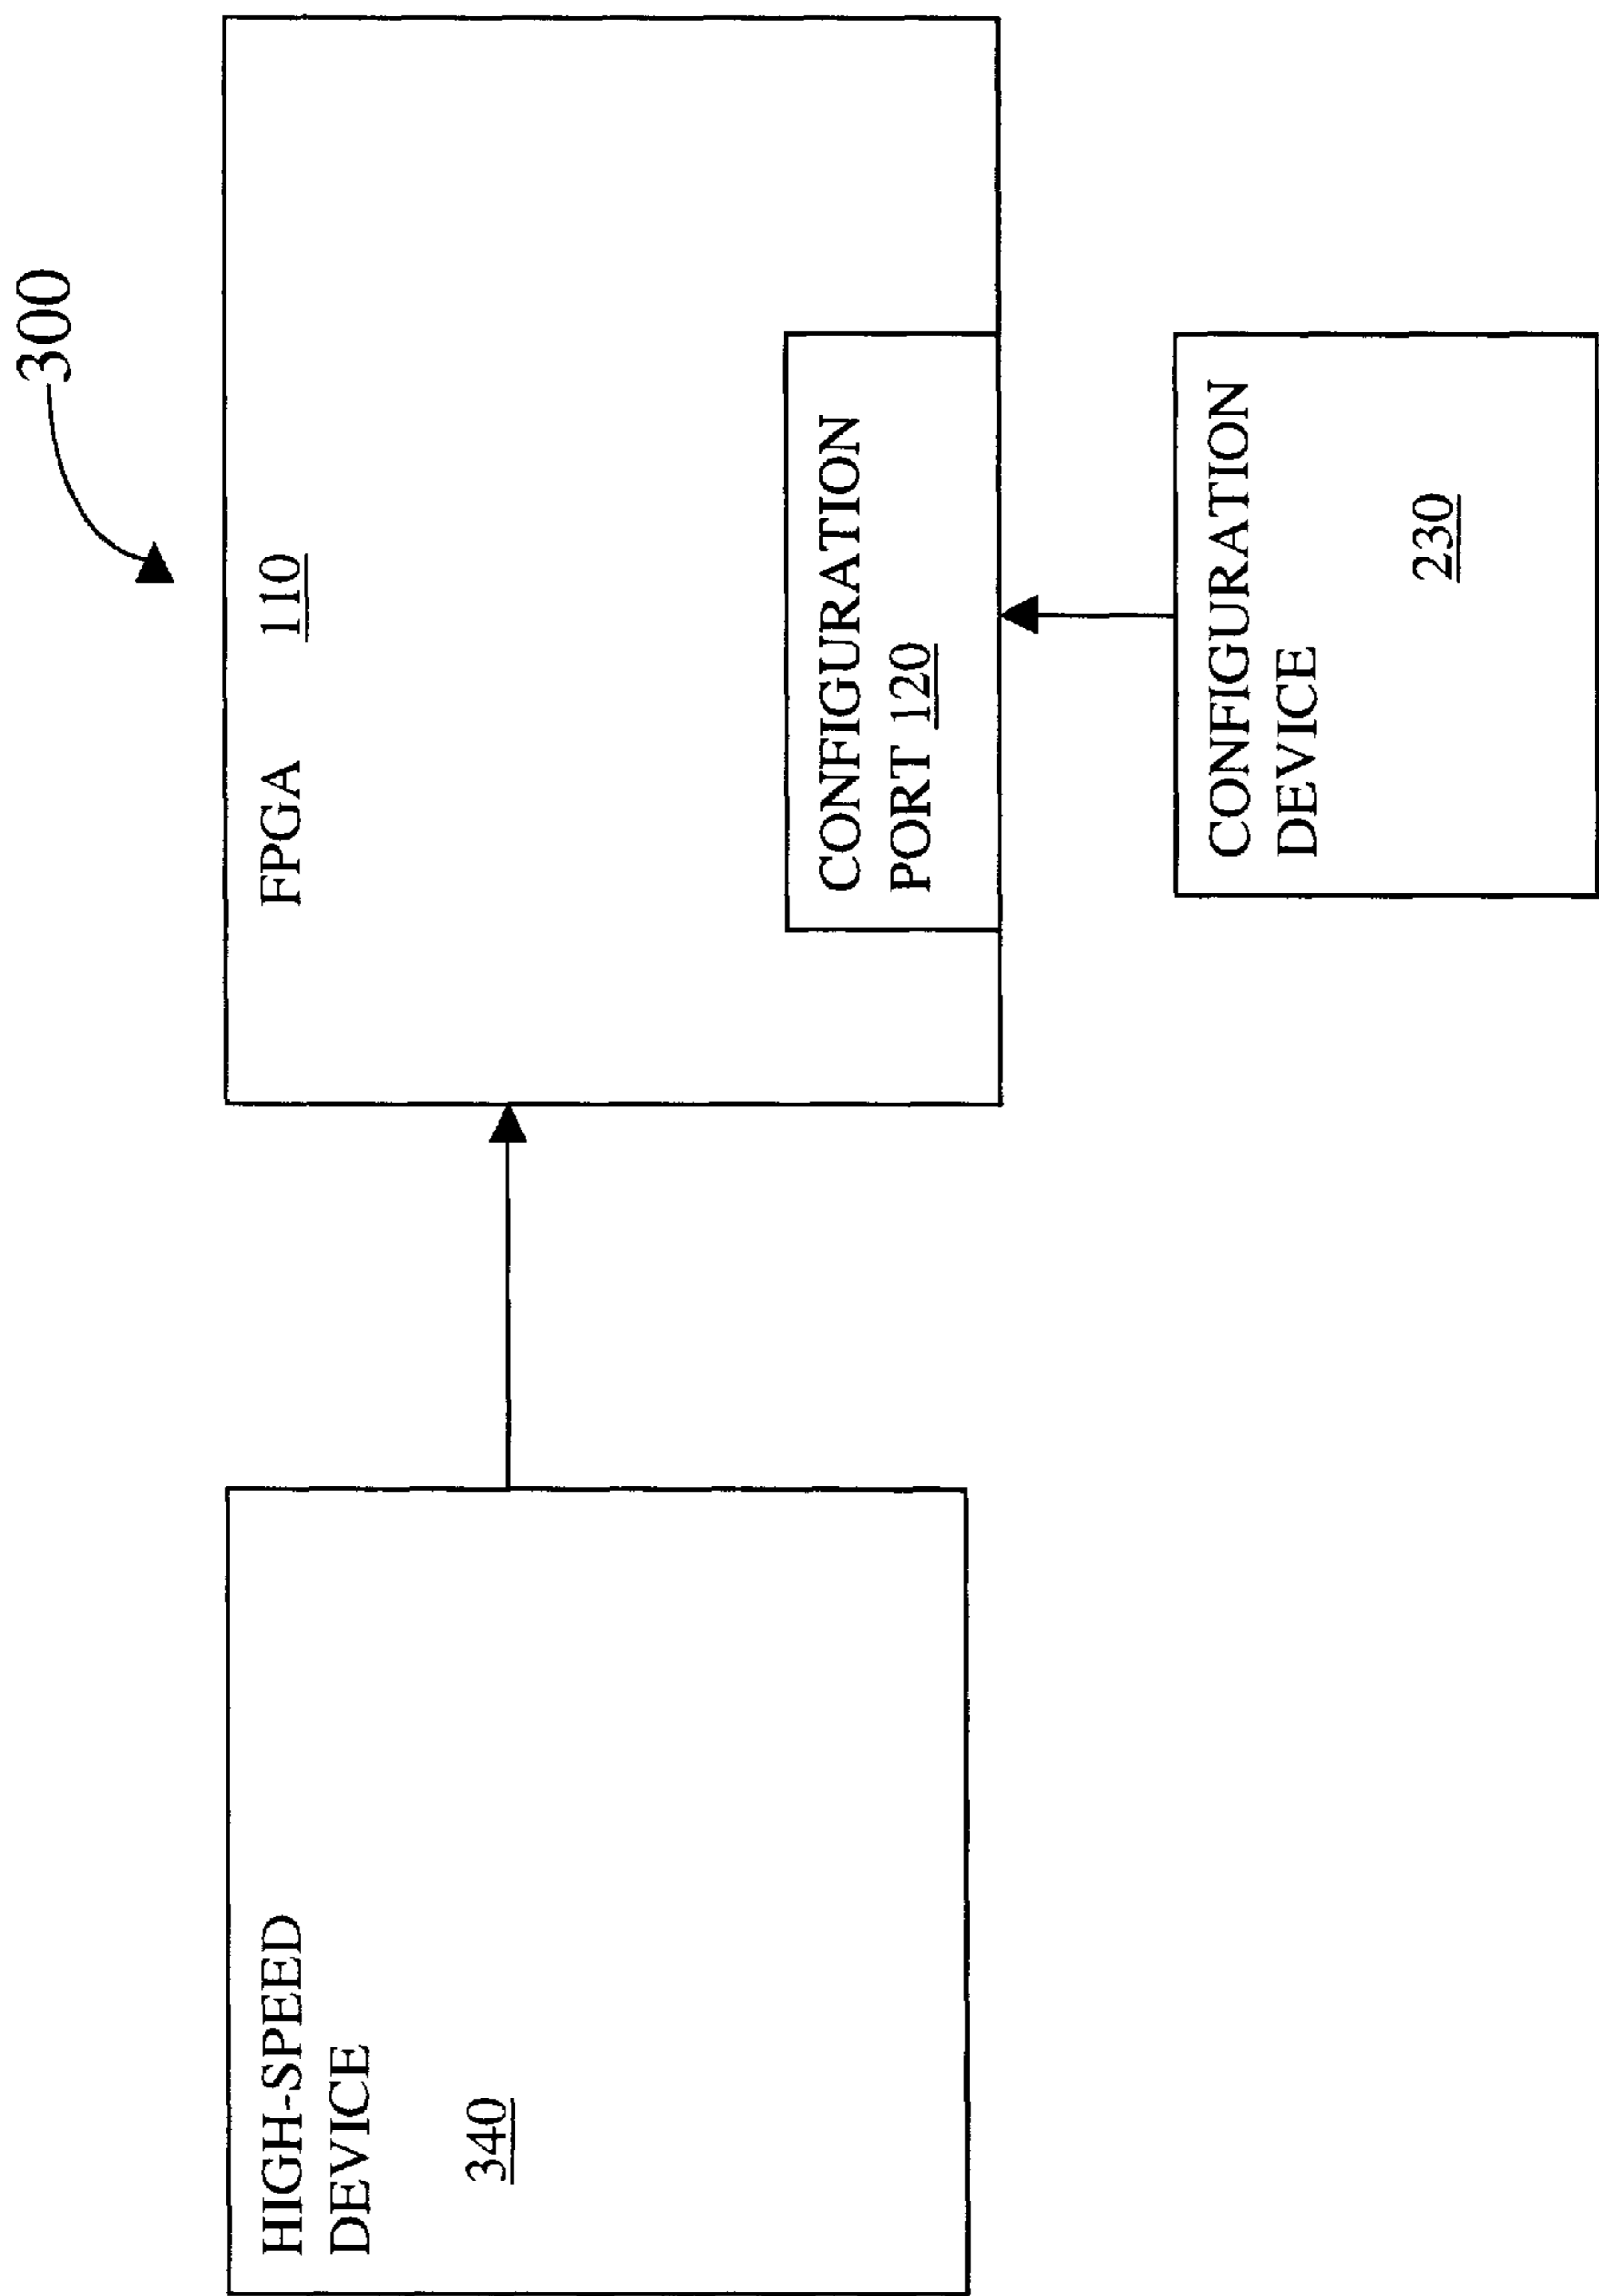 300
HIGH-SPEED
DEVICE
340
FPGA 110
CONFIGURATION
PORT 120
CONFIGURATION
DEVICE
230